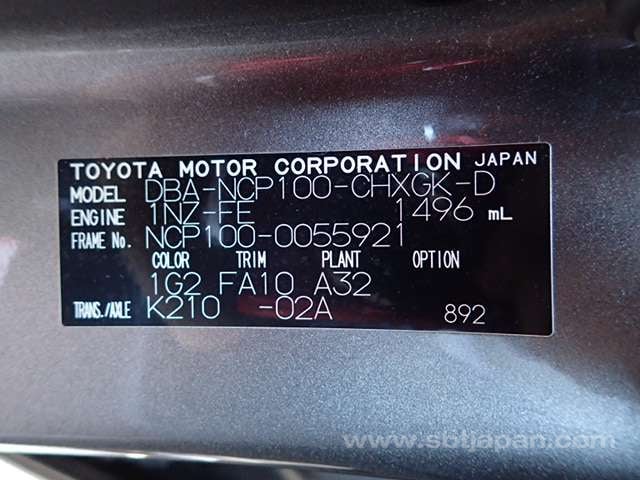 TOYOTA MOTOR CORPORATION JAPAN
MODEL DBA-NCP100-CHXGK-D
ENGINE 1NZ-FE 1496 mL
FRAME No. NCP100-0055921
COLOR TRIM PLANT OPTION
1G2 FA10 A32
TRANS./AXLE K210 -02A 892
www.sbtjapan.com